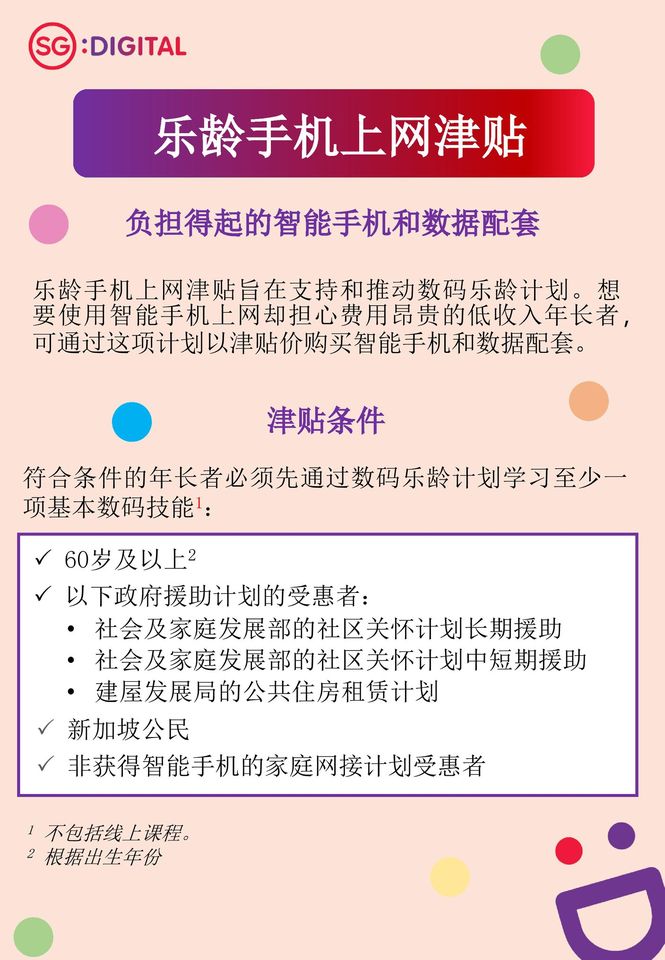 SG:DIGITAL
乐龄手机上网津贴
负担得起的智能手机和数据配套
乐龄手机上网津贴旨在支持和推动数码乐龄计划。想
要使用智能手机上网却担心费用昂贵的低收入年长者，
可通过这项计划以津贴价购买智能手机和数据配套。
津贴条件
符合条件的年长者必须先通过数码乐龄计划学习至少一
项基本数码技能¹：
✓ 60岁及以上²
✓ 以下政府援助计划的受惠者：
• 社会及家庭发展部的社区关怀计划长期援助
• 社会及家庭发展部的社区关怀计划中短期援助
• 建屋发展局的公共住房租赁计划
✓ 新加坡公民
✓ 非获得智能手机的家庭网接计划受惠者
¹ 不包括线上课程。
² 根据出生年份